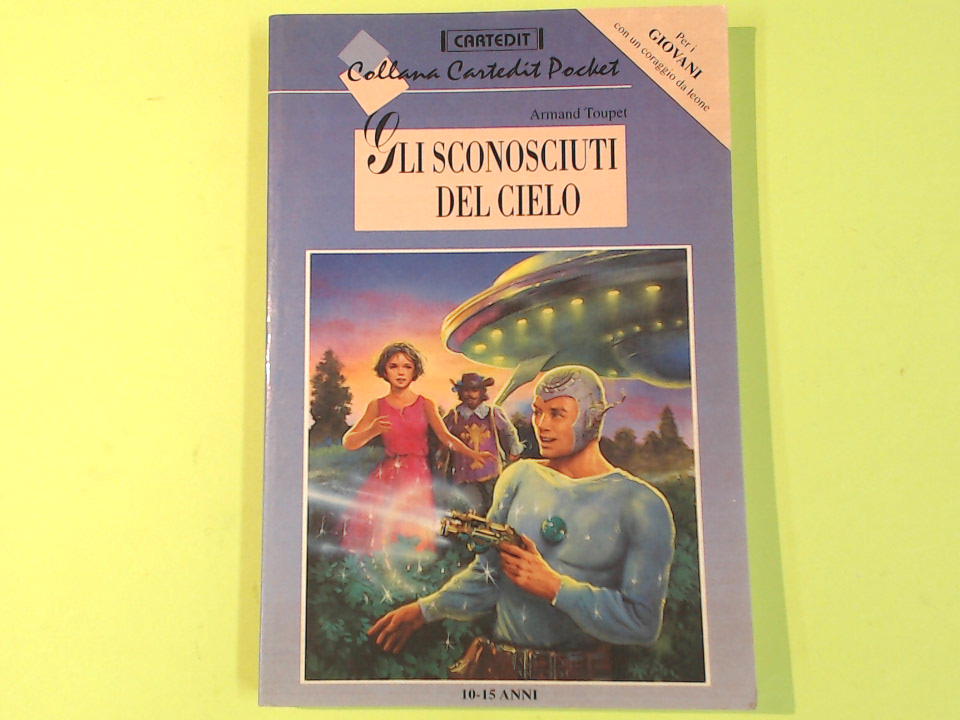 CARTEDIT
Collana Cartedit Pocket
Per i
GIOVANI
con un coraggio da leone
Armand Toupet
GLI SCONOSCIUTI
DEL CIELO
10-15 ANNI